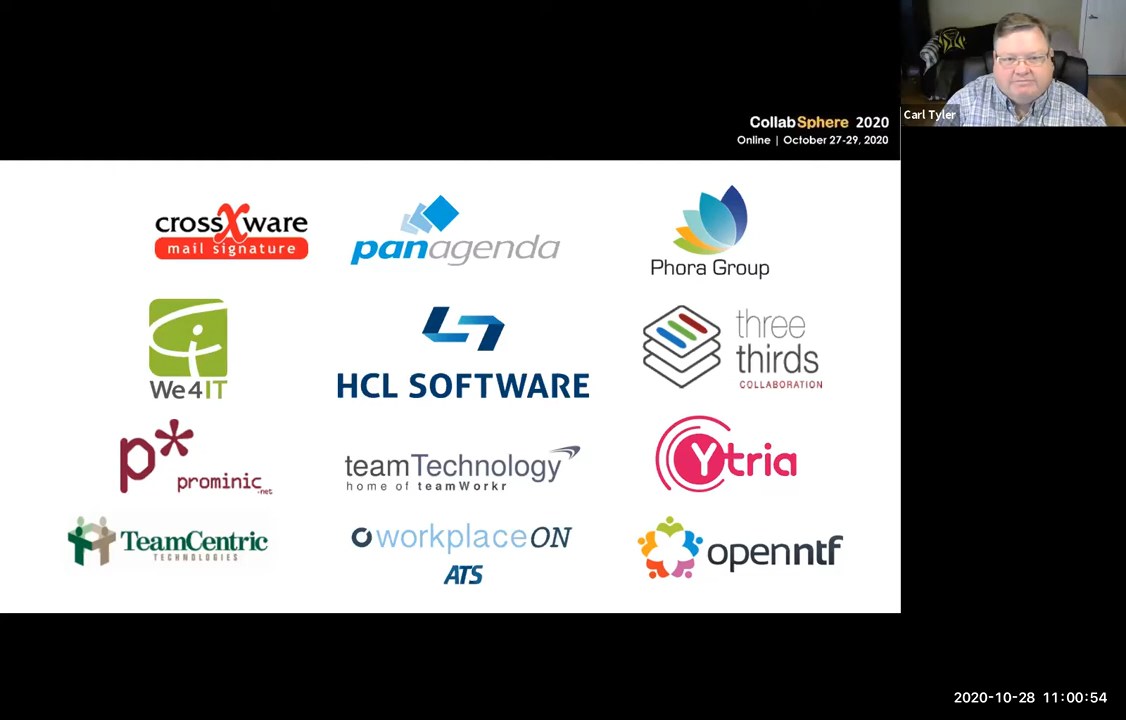 Carl Tyler
CollabSphere 2020
Online | October 27-29, 2020
crossXware
mail signature
panagenda
Phora Group
We4IT
HCL SOFTWARE
three
thirds
COLLABORATION
p*
prominic
.net
teamTechnology
home of teamWorkr
Ytria
TeamCentric
TECHNOLOGIES
workplaceON
ATS
openntf
2020-10-28 11:00:54